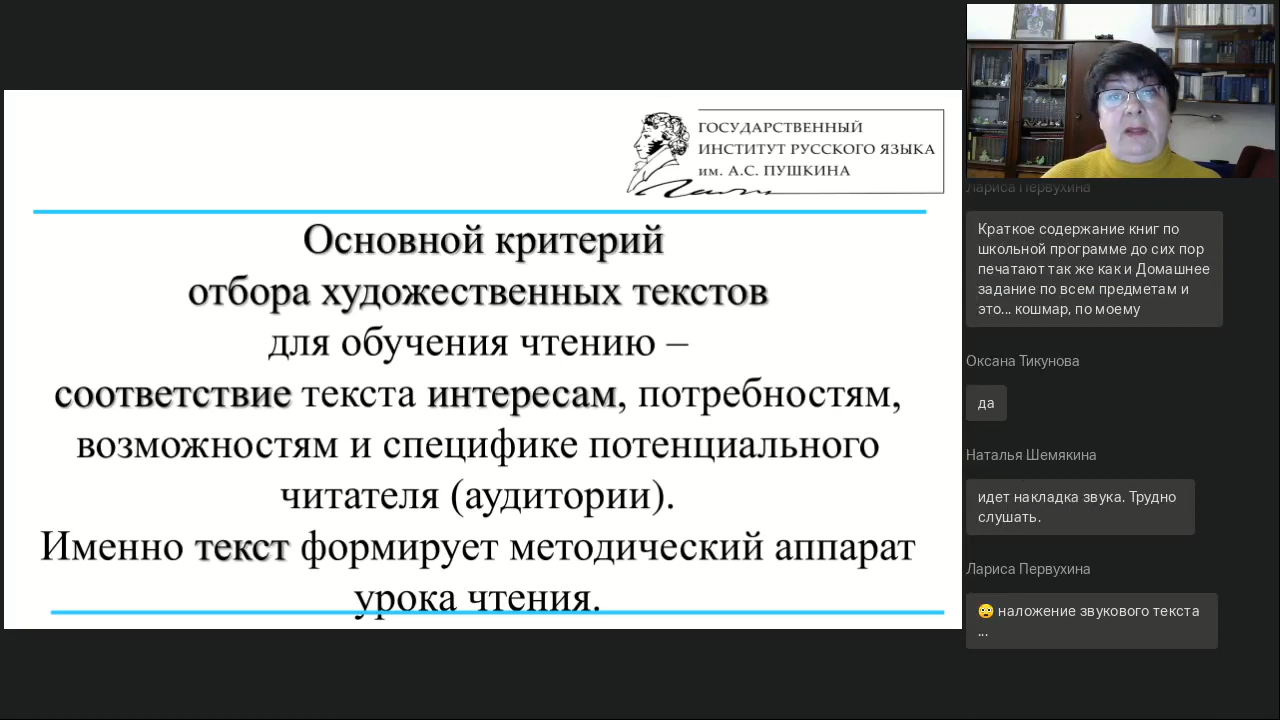 ГОСУДАРСТВЕННЫЙ
ИНСТИТУТ РУССКОГО ЯЗЫКА
им. А.С. ПУШКИНА
Основной критерий
отбора художественных текстов
для обучения чтению –
соответствие текста интересам, потребностям,
возможностям и специфике потенциального
читателя (аудитории).
Именно текст формирует методический аппарат
урока чтения.
Лариса Первухина
Краткое содержание книг по
школьной программе до сих пор
печатают так же как и Домашнее
задание по всем предметам и
это... кошмар, по моему
Оксана Тикунова
да
Наталья Шемякина
идет накладка звука. Трудно
слушать.
Лариса Первухина
🙄 наложение звукового текста
...